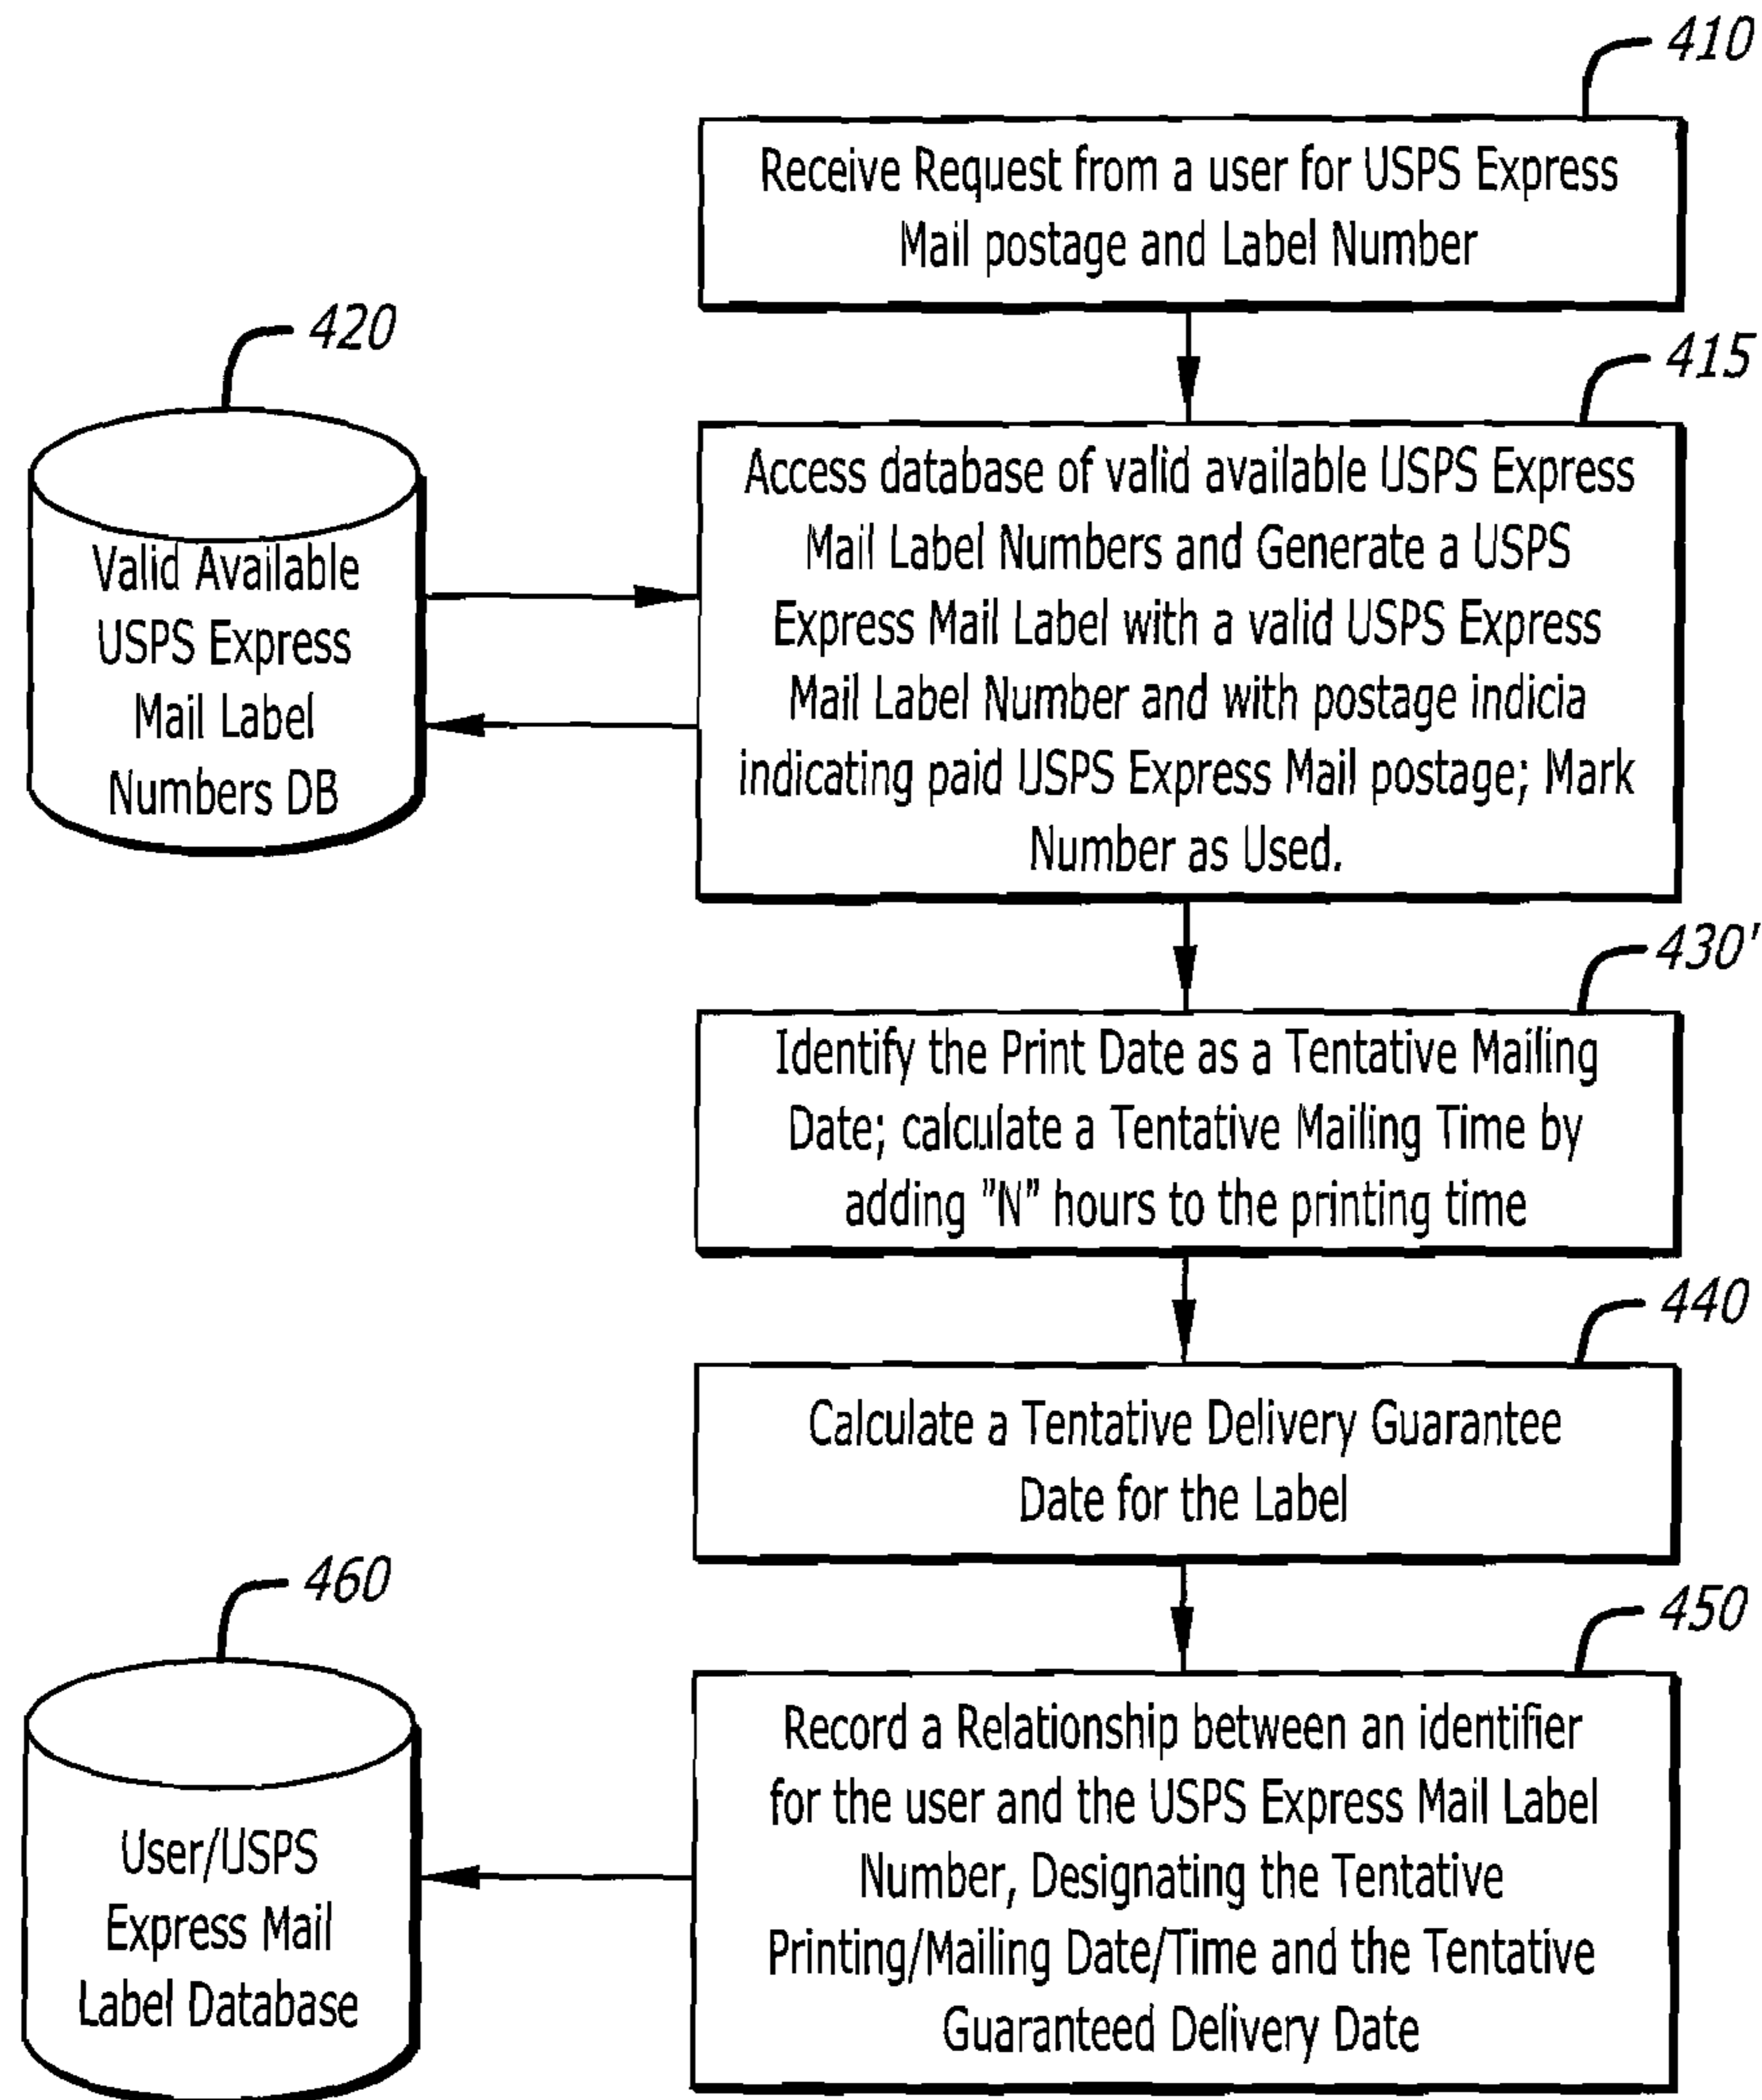 410
Receive Request from a user for USPS Express
Mail postage and Label Number
420
Valid Available
USPS Express
Mail Label
Numbers DB
415
Access database of valid available USPS Express
Mail Label Numbers and Generate a USPS
Express Mail Label with a valid USPS Express
Mail Label Number and with postage indicia
indicating paid USPS Express Mail postage; Mark
Number as Used.
430'
Identify the Print Date as a Tentative Mailing
Date; calculate a Tentative Mailing Time by
adding "N" hours to the printing time
440
Calculate a Tentative Delivery Guarantee
Date for the Label
460
User/USPS
Express Mail
Label Database
450
Record a Relationship between an identifier
for the user and the USPS Express Mail Label
Number, Designating the Tentative
Printing/Mailing Date/Time and the Tentative
Guaranteed Delivery Date